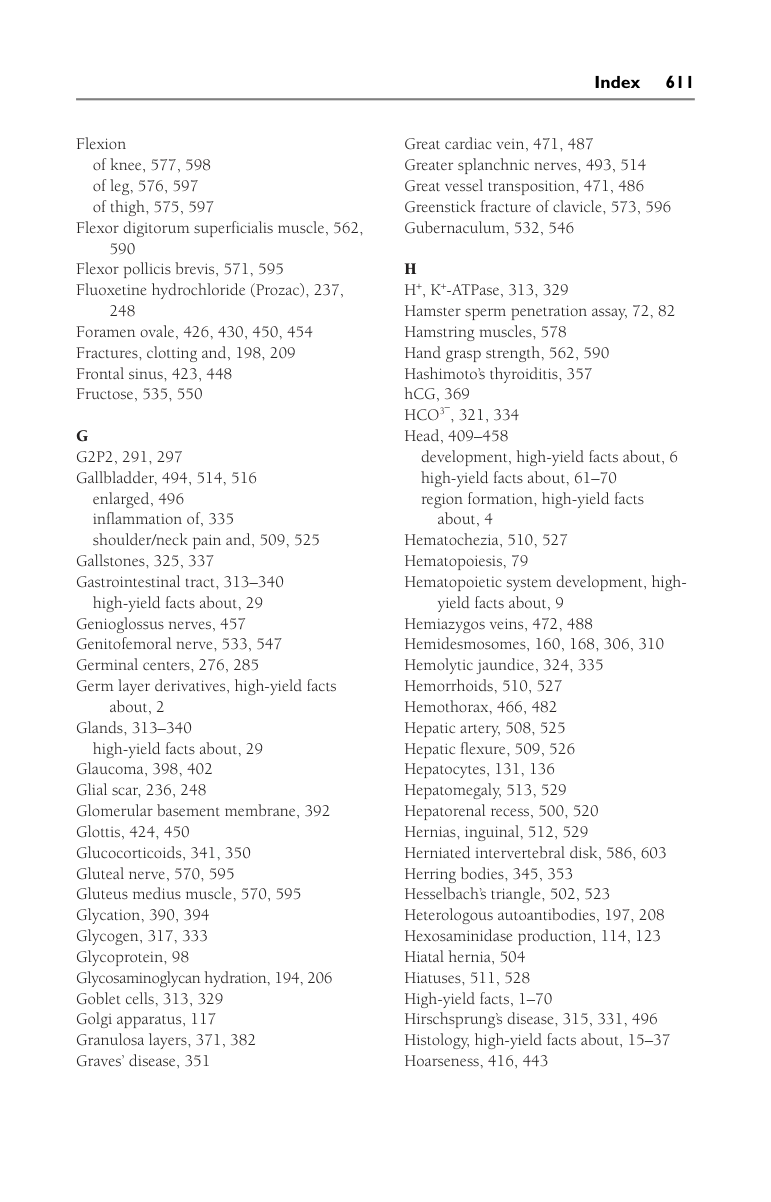 Index 611
Flexion
of knee, 577, 598
of leg, 576, 597
of thigh, 575, 597
Flexor digitorum superficialis muscle, 562,
590
Flexor pollicis brevis, 571, 595
Fluoxetine hydrochloride (Prozac), 237,
248
Foramen ovale, 426, 430, 450, 454
Fractures, clotting and, 198, 209
Frontal sinus, 423, 448
Fructose, 535, 550
G
G2P2, 291, 297
Gallbladder, 494, 514, 516
enlarged, 496
inflammation of, 335
shoulder/neck pain and, 509, 525
Gallstones, 325, 337
Gastrointestinal tract, 313–340
high-yield facts about, 29
Genioglossus nerves, 457
Genitofemoral nerve, 533, 547
Germinal centers, 276, 285
Germ layer derivatives, high-yield facts
about, 2
Glands, 313–340
high-yield facts about, 29
Glaucoma, 398, 402
Glial scar, 236, 248
Glomerular basement membrane, 392
Glottis, 424, 450
Glucocorticoids, 341, 350
Gluteal nerve, 570, 595
Gluteus medius muscle, 570, 595
Glycation, 390, 394
Glycogen, 317, 333
Glycoprotein, 98
Glycosaminoglycan hydration, 194, 206
Goblet cells, 313, 329
Golgi apparatus, 117
Granulosa layers, 371, 382
Graves’ disease, 351
Great cardiac vein, 471, 487
Greater splanchnic nerves, 493, 514
Great vessel transposition, 471, 486
Greenstick fracture of clavicle, 573, 596
Gubernaculum, 532, 546
H
H⁺, K⁺-ATPase, 313, 329
Hamster sperm penetration assay, 72, 82
Hamstring muscles, 578
Hand grasp strength, 562, 590
Hashimoto’s thyroiditis, 357
hCG, 369
HCO³⁻, 321, 334
Head, 409–458
development, high-yield facts about, 6
high-yield facts about, 61–70
region formation, high-yield facts
about, 4
Hematochezia, 510, 527
Hematopoiesis, 79
Hematopoietic system development, high-
yield facts about, 9
Hemiazygos veins, 472, 488
Hemidesmosomes, 160, 168, 306, 310
Hemolytic jaundice, 324, 335
Hemorrhoids, 510, 527
Hemothorax, 466, 482
Hepatic artery, 508, 525
Hepatic flexure, 509, 526
Hepatocytes, 131, 136
Hepatomegaly, 513, 529
Hepatorenal recess, 500, 520
Hernias, inguinal, 512, 529
Herniated intervertebral disk, 586, 603
Herring bodies, 345, 353
Hesselbach’s triangle, 502, 523
Heterologous autoantibodies, 197, 208
Hexosaminidase production, 114, 123
Hiatal hernia, 504
Hiatuses, 511, 528
High-yield facts, 1–70
Hirschsprung’s disease, 315, 331, 496
Histology, high-yield facts about, 15–37
Hoarseness, 416, 443